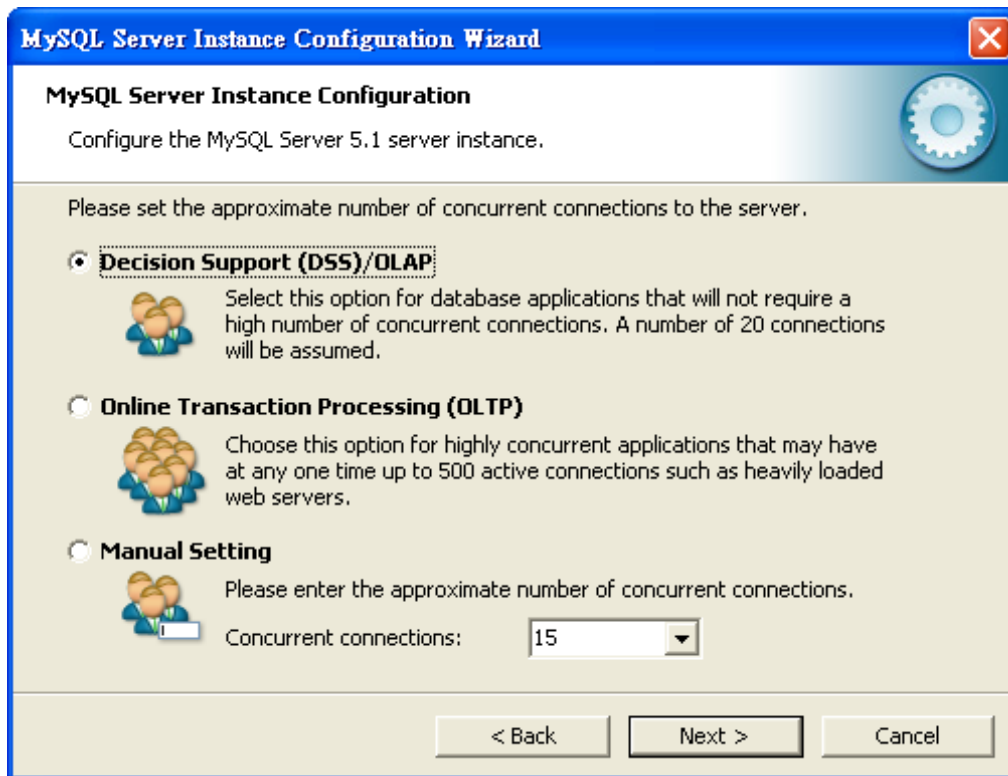 MySQL Server Instance Configuration Wizard
MySQL Server Instance Configuration
Configure the MySQL Server 5.1 server instance.
Please set the approximate number of concurrent connections to the server.
Decision Support (DSS)/OLAP
Select this option for database applications that will not require a
high number of concurrent connections. A number of 20 connections
will be assumed.
Online Transaction Processing (OLTP)
Choose this option for highly concurrent applications that may have
at any one time up to 500 active connections such as heavily loaded
web servers.
Manual Setting
Please enter the approximate number of concurrent connections.
Concurrent connections: 15
< Back Next > Cancel